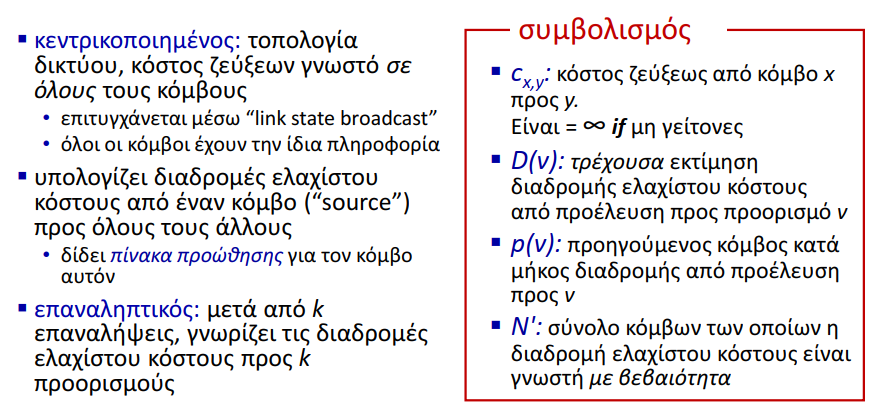 ▪ κεντρικοποιημένος: τοπολογία
δικτύου, κόστος ζεύξεων γνωστό σε
όλους τους κόμβους
• επιτυγχάνεται μέσω “link state broadcast”
• όλοι οι κόμβοι έχουν την ίδια πληροφορία
▪ υπολογίζει διαδρομές ελαχίστου
κόστους από έναν κόμβο (“source”)
προς όλους τους άλλους
• δίδει πίνακα προώθησης για τον κόμβο
αυτόν
▪ επαναληπτικός: μετά από k
επαναλήψεις, γνωρίζει τις διαδρομές
ελαχίστου κόστους προς k
προορισμούς
συμβολισμός
▪ cx,y: κόστος ζεύξεως από κόμβο x
προς y.
Είναι = ∞ if μη γείτονες
▪ D(v): τρέχουσα εκτίμηση
διαδρομής ελαχίστου κόστους
από προέλευση προς προορισμό v
▪ p(v): προηγούμενος κόμβος κατά
μήκος διαδρομής από προέλευση
προς v
▪ N': σύνολο κόμβων των οποίων η
διαδρομή ελαχίστου κόστους είναι
γνωστή με βεβαιότητα